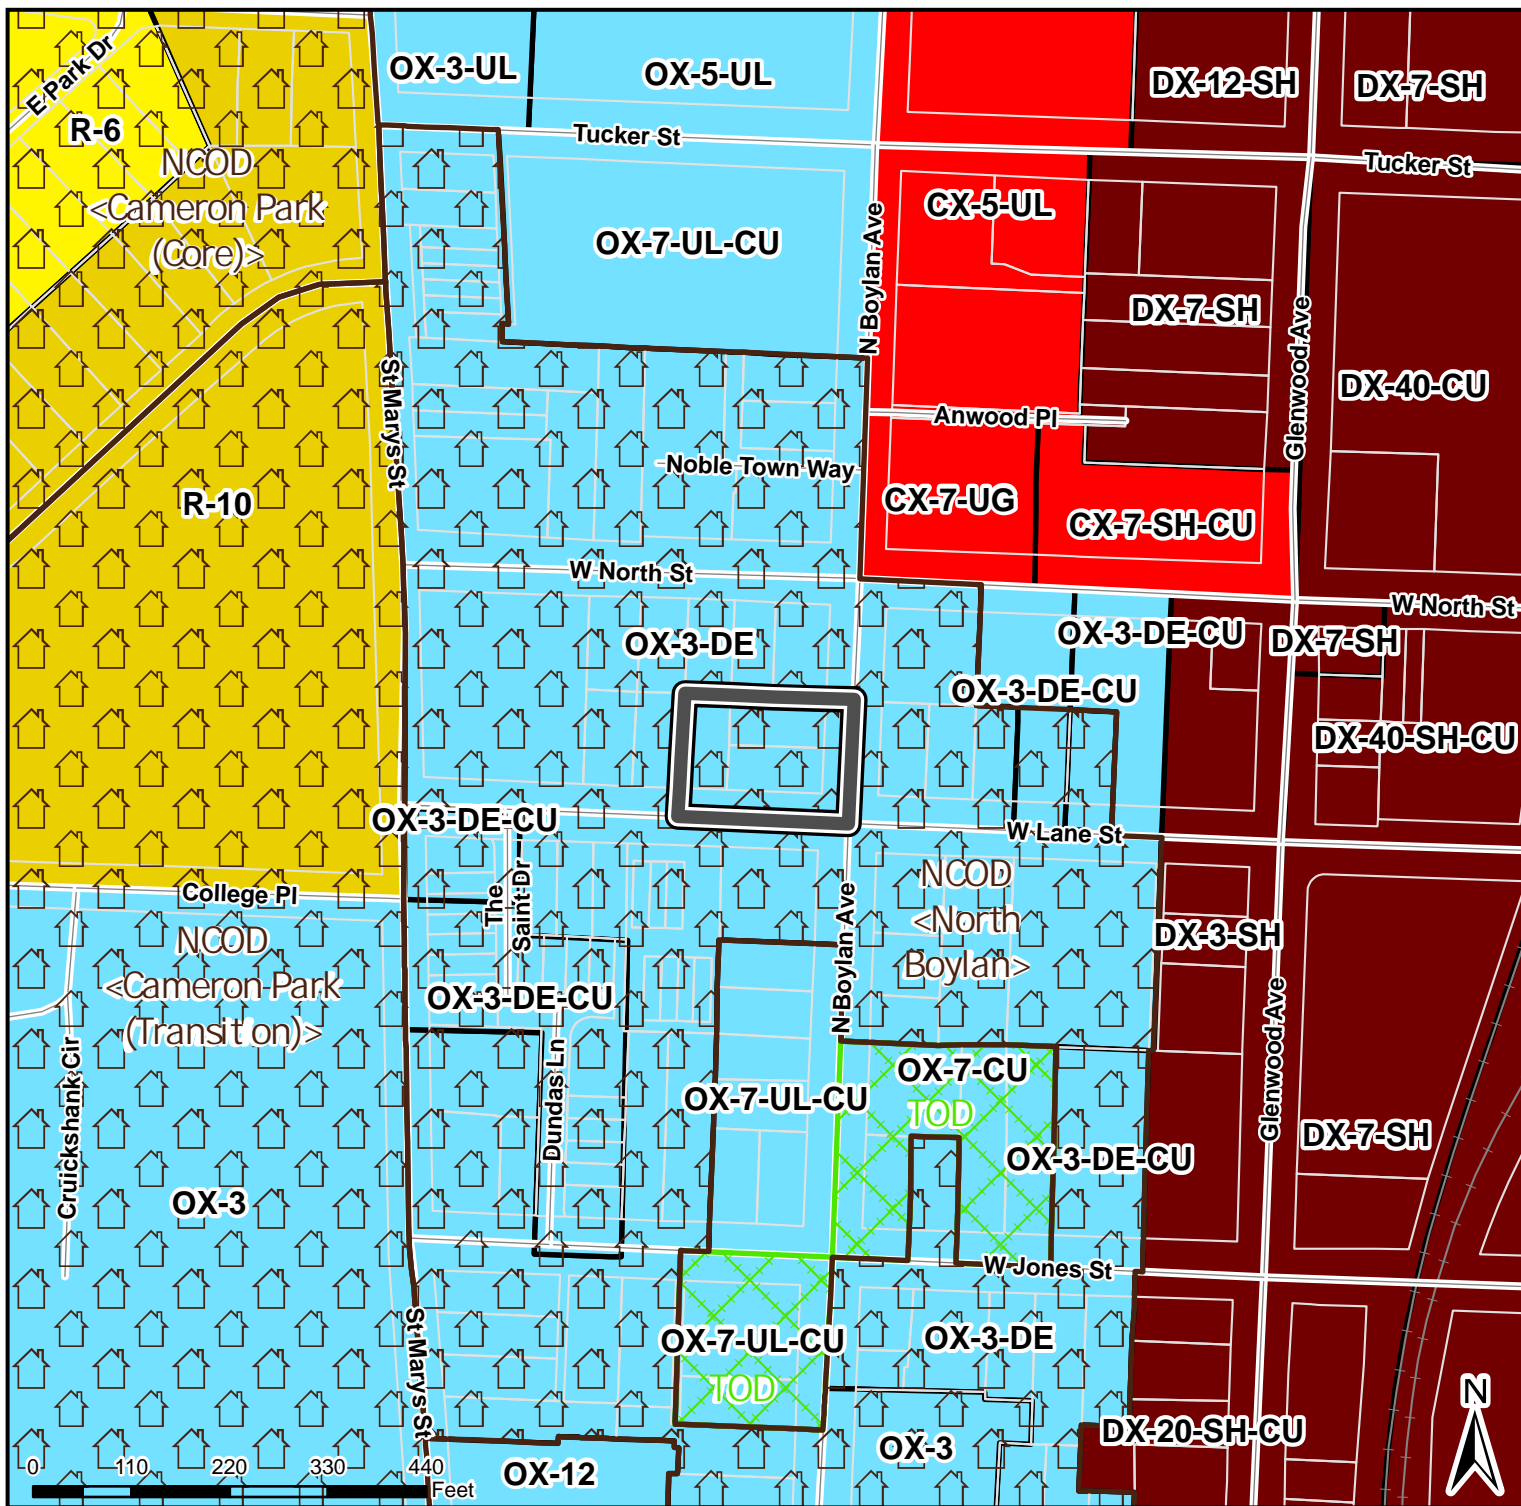 OX-3-UL
OX-5-UL
DX-12-SH
DX-7-SH
E Park Dr
R-6
Tucker St
Tucker St
NCOD
<Cameron Park
(Core)>
CX-5-UL
OX-7-UL-CU
N Boylan Ave
DX-7-SH
Glenwood Ave
DX-40-CU
St Marys St
Anwood Pl
Noble Town Way
R-10
CX-7-UG
CX-7-SH-CU
W North St
W North St
OX-3-DE
OX-3-DE-CU
DX-7-SH
OX-3-DE-CU
DX-40-SH-CU
OX-3-DE-CU
W Lane St
College Pl
The
Saint Dr
N Boylan Ave
NCOD
<North
Boylan>
NCOD
<Cameron Park
(Transition)>
DX-3-SH
OX-3-DE-CU
Cruickshank Cir
Dundas Ln
OX-7-UL-CU
OX-7-CU
TOD
Glenwood Ave
DX-7-SH
OX-3-DE-CU
OX-3
W Jones St
St Marys St
OX-7-UL-CU
TOD
OX-3-DE
N
DX-20-SH-CU
OX-3
OX-12
0 110 220 330 440
Feet